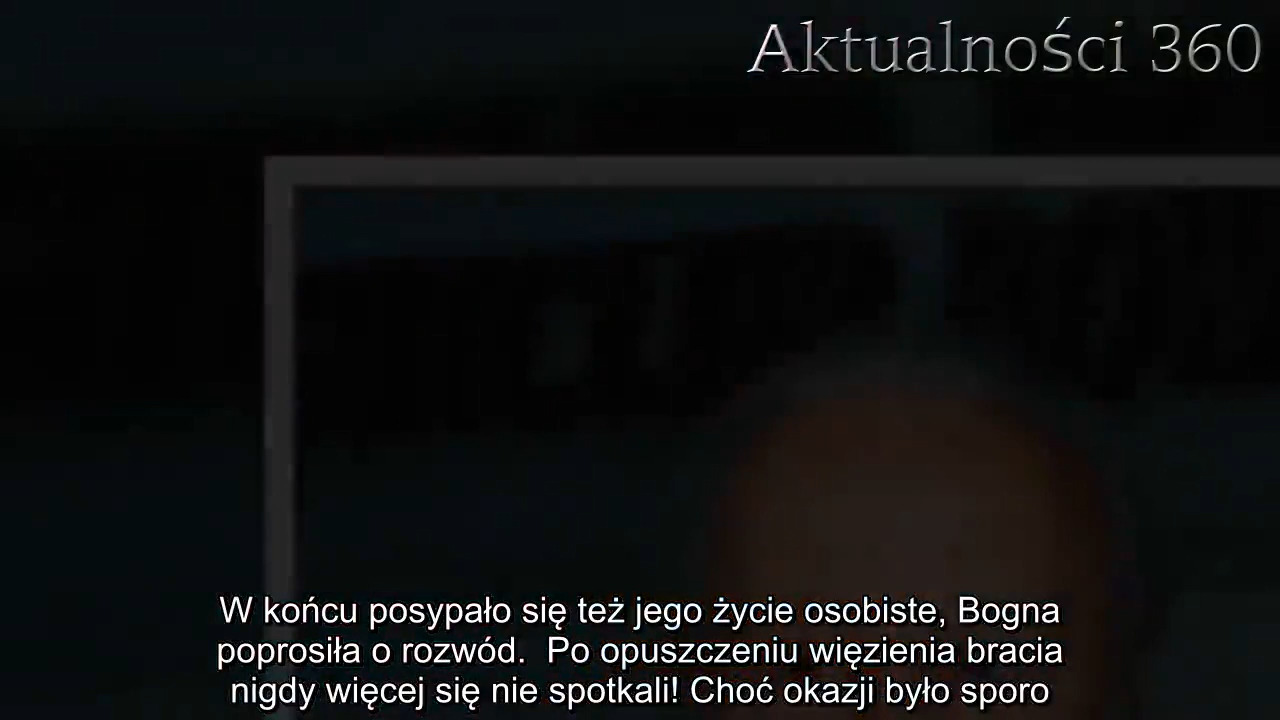 Aktualności 360
W końcu posypało się też jego życie osobiste, Bogna
poprosiła o rozwód.  Po opuszczeniu więzienia bracia
nigdy więcej się nie spotkali! Choć okazji było sporo